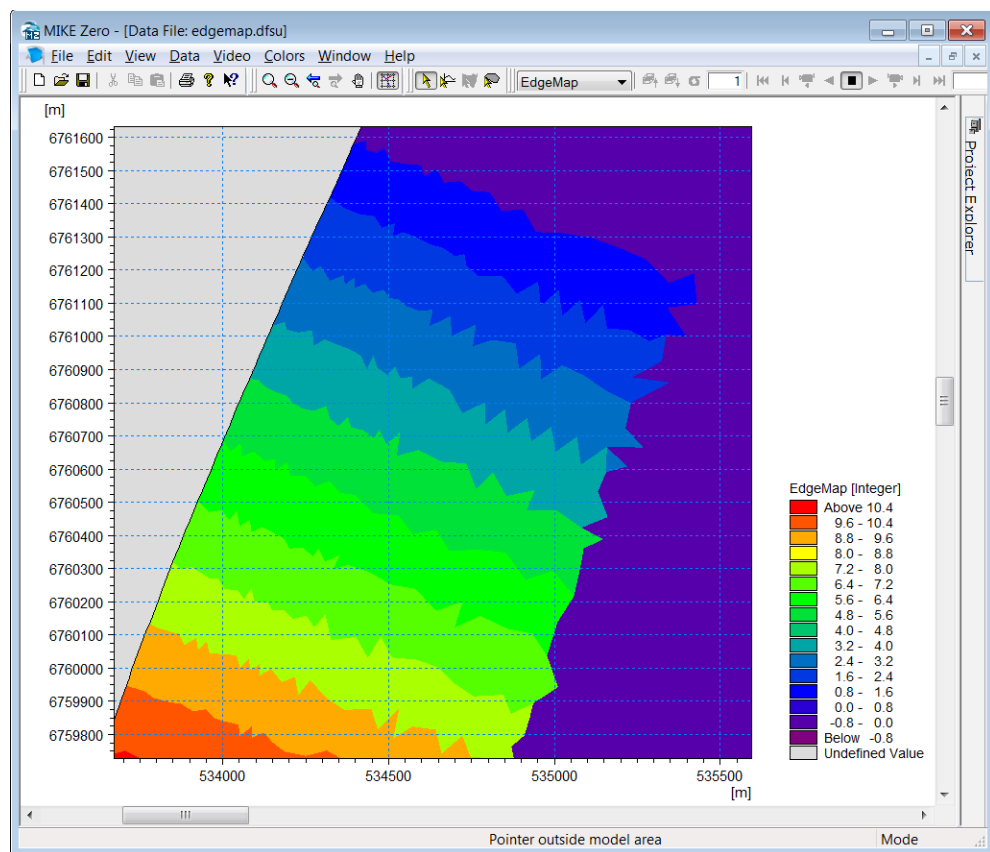 MIKE Zero - [Data File: edgemap.dfsu]
File Edit View Data Video Colors Window Help
EdgeMap
1
[m]
6761600
6761500
6761400
6761300
6761200
6761100
6761000
6760900
6760800
6760700
6760600
6760500
6760400
6760300
6760200
6760100
6760000
6759900
6759800
534000 534500 535000 535500
[m]
Project Explorer
EdgeMap [Integer]
Above 10.4
9.6 - 10.4
8.8 - 9.6
8.0 - 8.8
7.2 - 8.0
6.4 - 7.2
5.6 - 6.4
4.8 - 5.6
4.0 - 4.8
3.2 - 4.0
2.4 - 3.2
1.6 - 2.4
0.8 - 1.6
0.0 - 0.8
-0.8 - 0.0
Below -0.8
Undefined Value
Pointer outside model area Mode